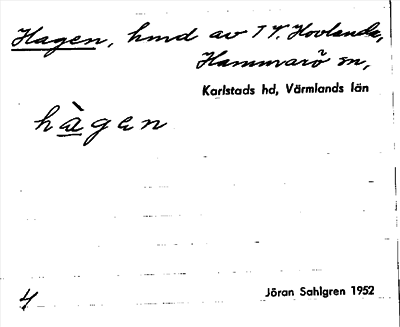 Hagen, hmd av 1 4. Hovlanda,
Hammarö sn,
Karlstads hd, Värmlands län
hàgen
4
Jöran Sahlgren 1952